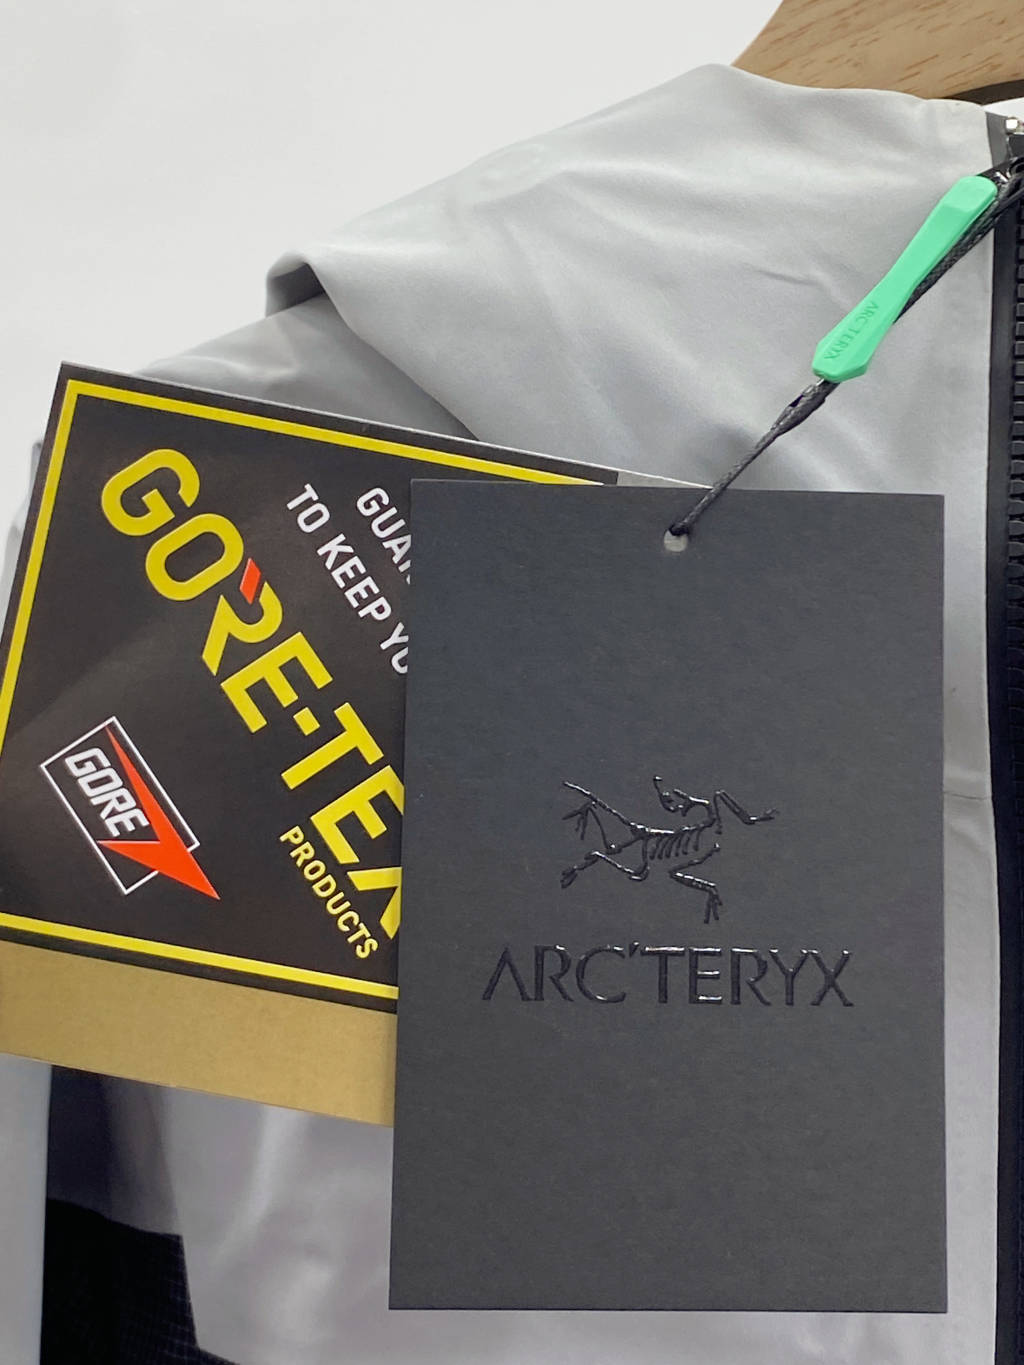 GUA
TO KEEP YO
GORE-TEX
PRODUCTS
GORE
ARC'TERYX
ARC'TERYX